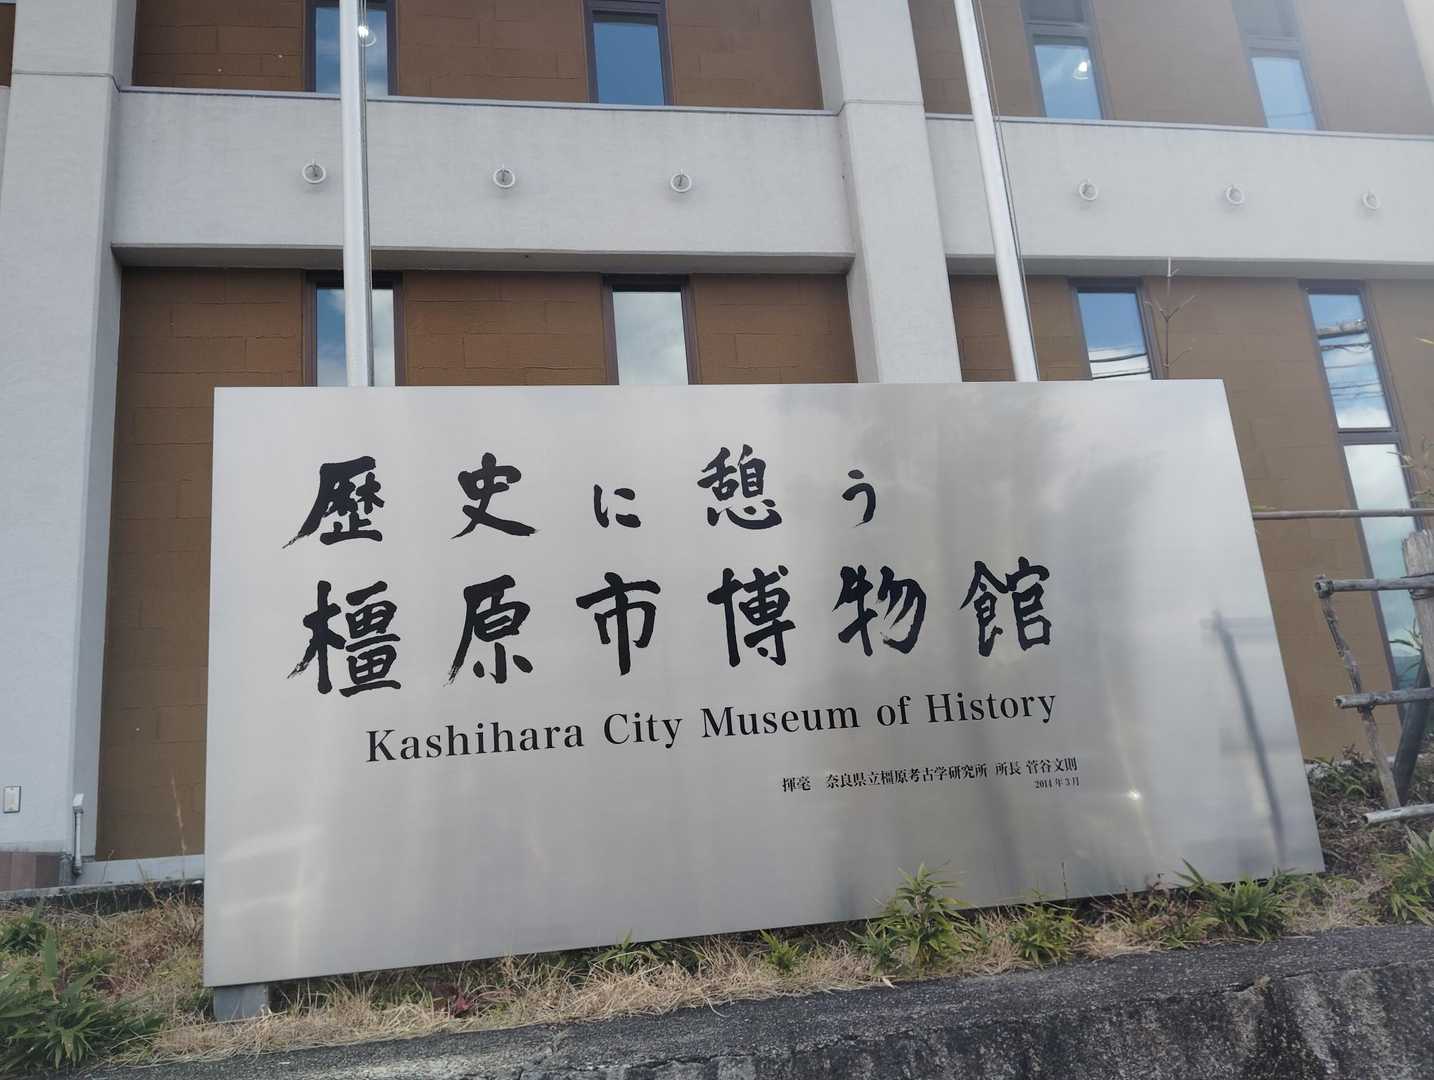 歴史に憩う
橿原市博物館
Kashihara City Museum of History
揮毫　奈良県立橿原考古学研究所 所長 菅谷文則
2014年3月